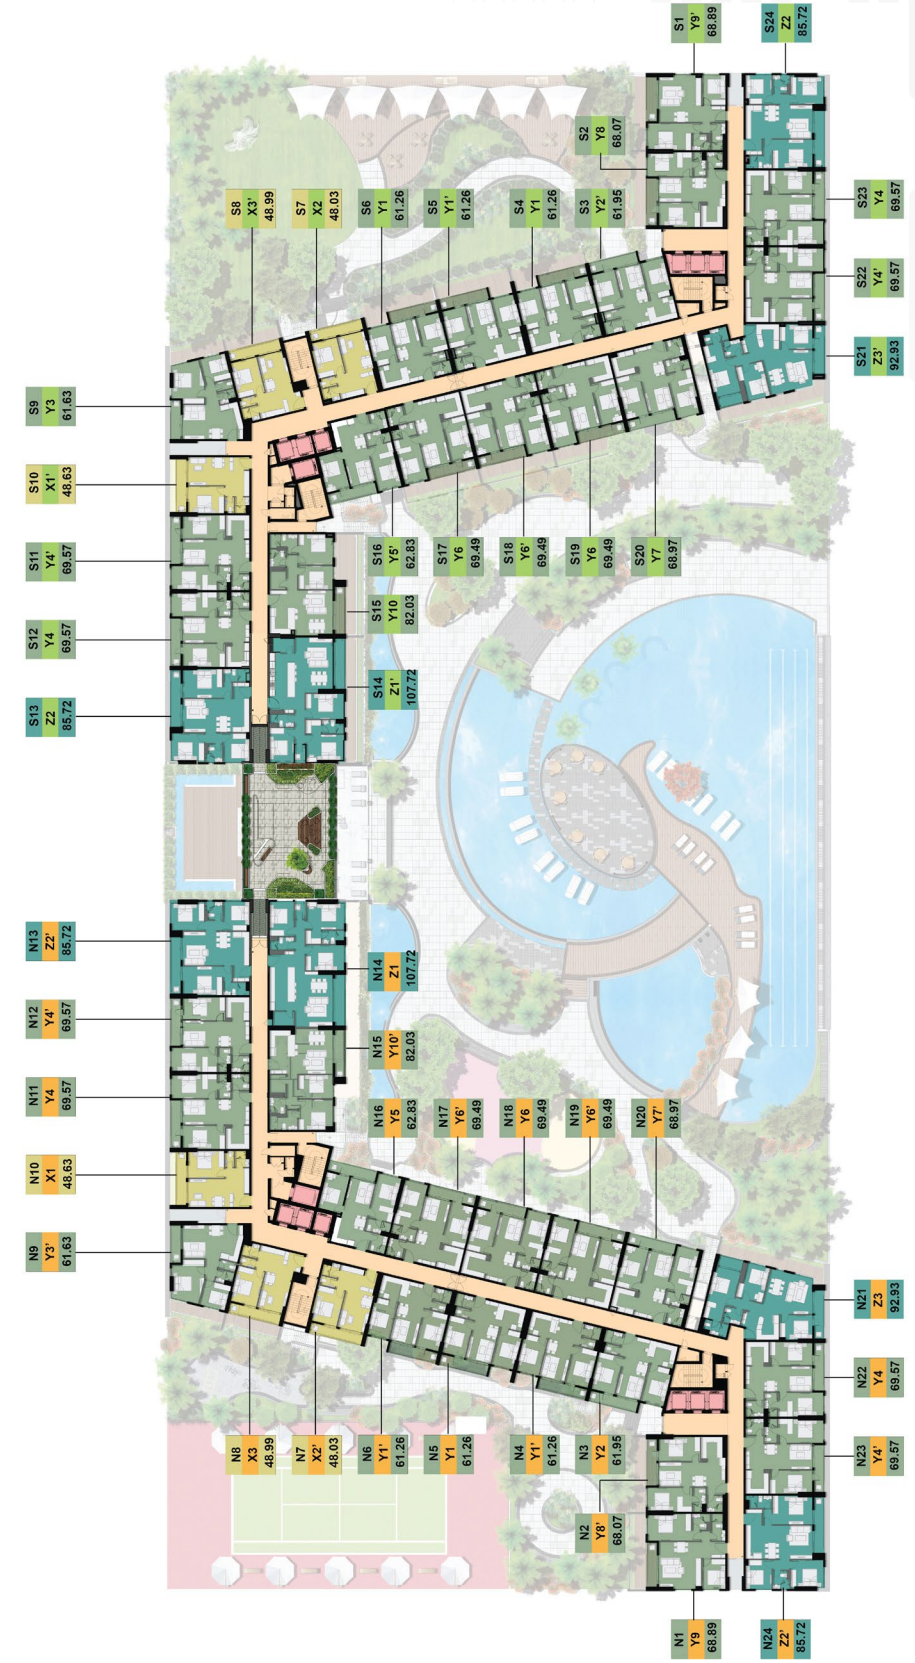 S1
Y9'
68.89
S24
Z2
85.72
S2
Y8
68.07
S8
X3'
48.99
S7
X2
48.03
S6
Y1
61.26
S5
Y1'
61.26
S4
Y1
61.26
S3
Y2'
61.95
S23
Y4
69.57
S22
Y4'
69.57
S21
Z3'
92.93
S9
Y3
61.63
S10
X1'
48.63
S11
Y4'
69.57
S12
Y4
69.57
S13
Z2
85.72
S16
Y5'
62.83
S17
Y6
69.49
S18
Y6'
69.49
S19
Y6
69.49
S20
Y7
68.97
S15
Y10
82.03
S14
Z1'
107.72
N13
Z2'
85.72
N12
Y4'
69.57
N11
Y4
69.57
N10
X1
48.63
N9
Y3'
61.63
N14
Z1
107.72
N15
Y10'
82.03
N16
Y5
62.83
N17
Y6'
69.49
N18
Y6
69.49
N19
Y6'
69.49
N20
Y7'
68.97
N21
Z3
92.93
N22
Y4
69.57
N23
Y4'
69.57
N8
X3
48.99
N7
X2'
48.03
N6
Y1'
61.26
N5
Y1
61.26
N4
Y1'
61.26
N3
Y2
61.95
N2
Y8'
68.07
N1
Y9
68.89
N24
Z2'
85.72